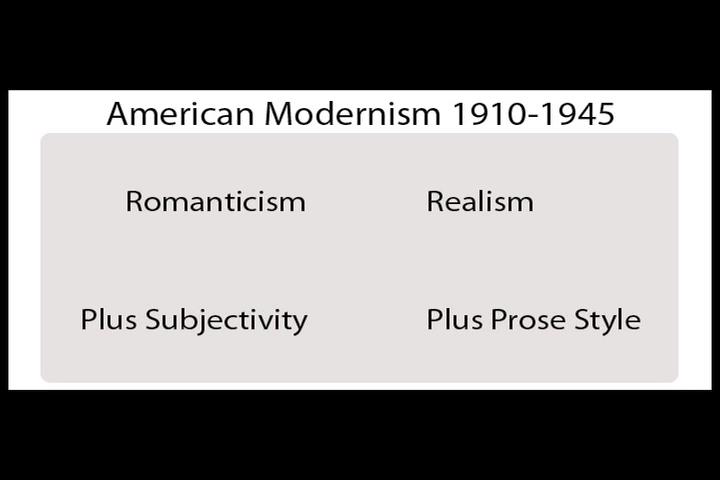 American Modernism 1910-1945
Romanticism
Realism
Plus Subjectivity
Plus Prose Style